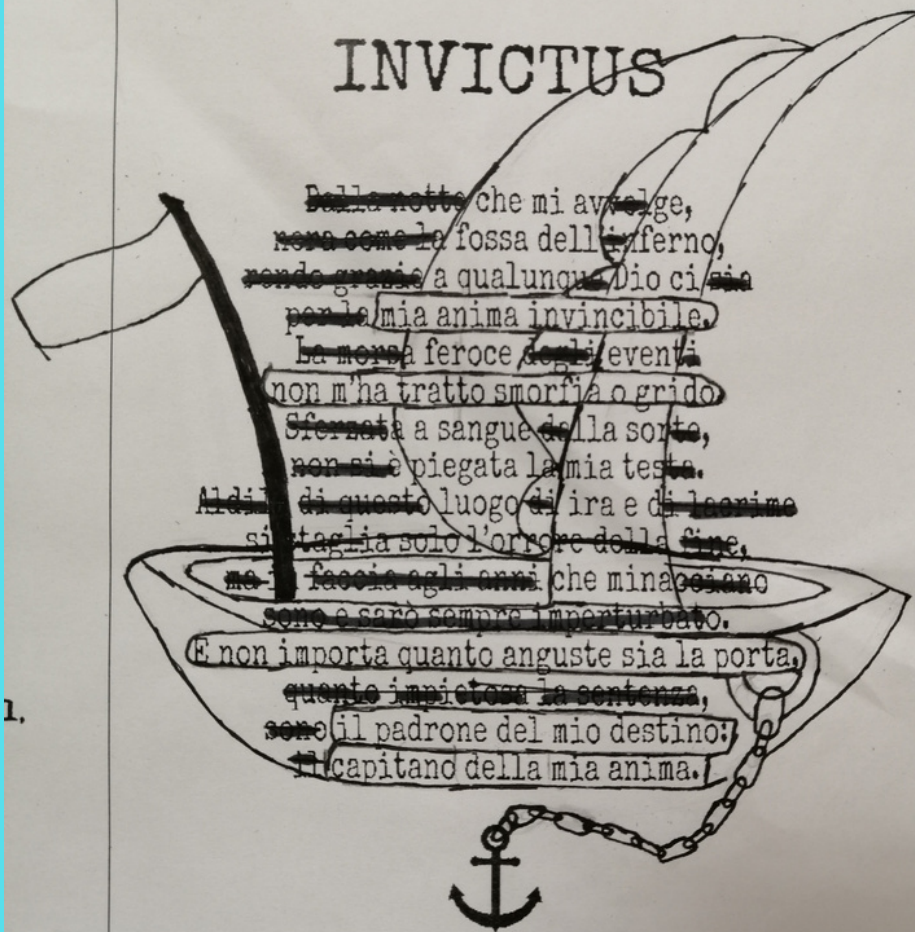 INVICTUS
Dalla notte che mi avvolge,
nera come la fossa dell'inferno,
rendo grazie a qualunque Dio ci sia
per la mia anima invincibile.
La morsa feroce degli eventi
non m'ha tratto smorfia o grido.
Sferzata a sangue dalla sorte,
non si è piegata la mia testa.
di questo luogo di ira e di lacrime
si staglia solo l'orrore della fine,
ma faccia agli anni che minacciano
sono e sarò sempre imperturbato.
E non importa quanto anguste sia la porta,
quanto impietosa la sentenza,
sono il padrone del mio destino:
il capitano della mia anima.